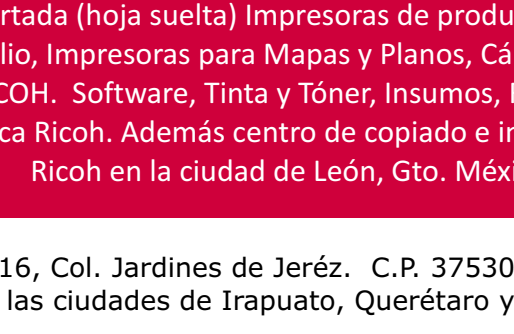 rtada (hoja suelta) Impresoras de produ
lio, Impresoras para Mapas y Planos, Cá
COH.  Software, Tinta y Tóner, Insumos,
ca Ricoh. Además centro de copiado e in
Ricoh en la ciudad de León, Gto. Méxi
16, Col. Jardines de Jeréz.  C.P. 37530
las ciudades de Irapuato, Querétaro y